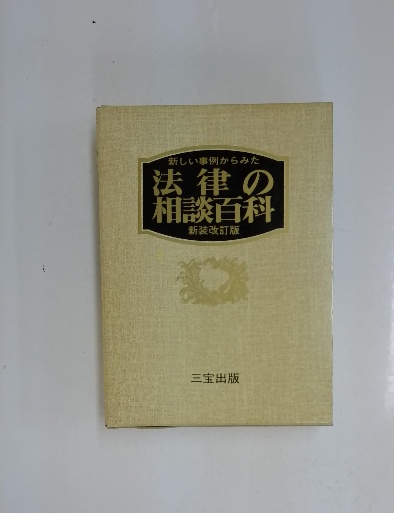 新しい事例からみた
法律の
相談百科
新装改訂版
三宝出版